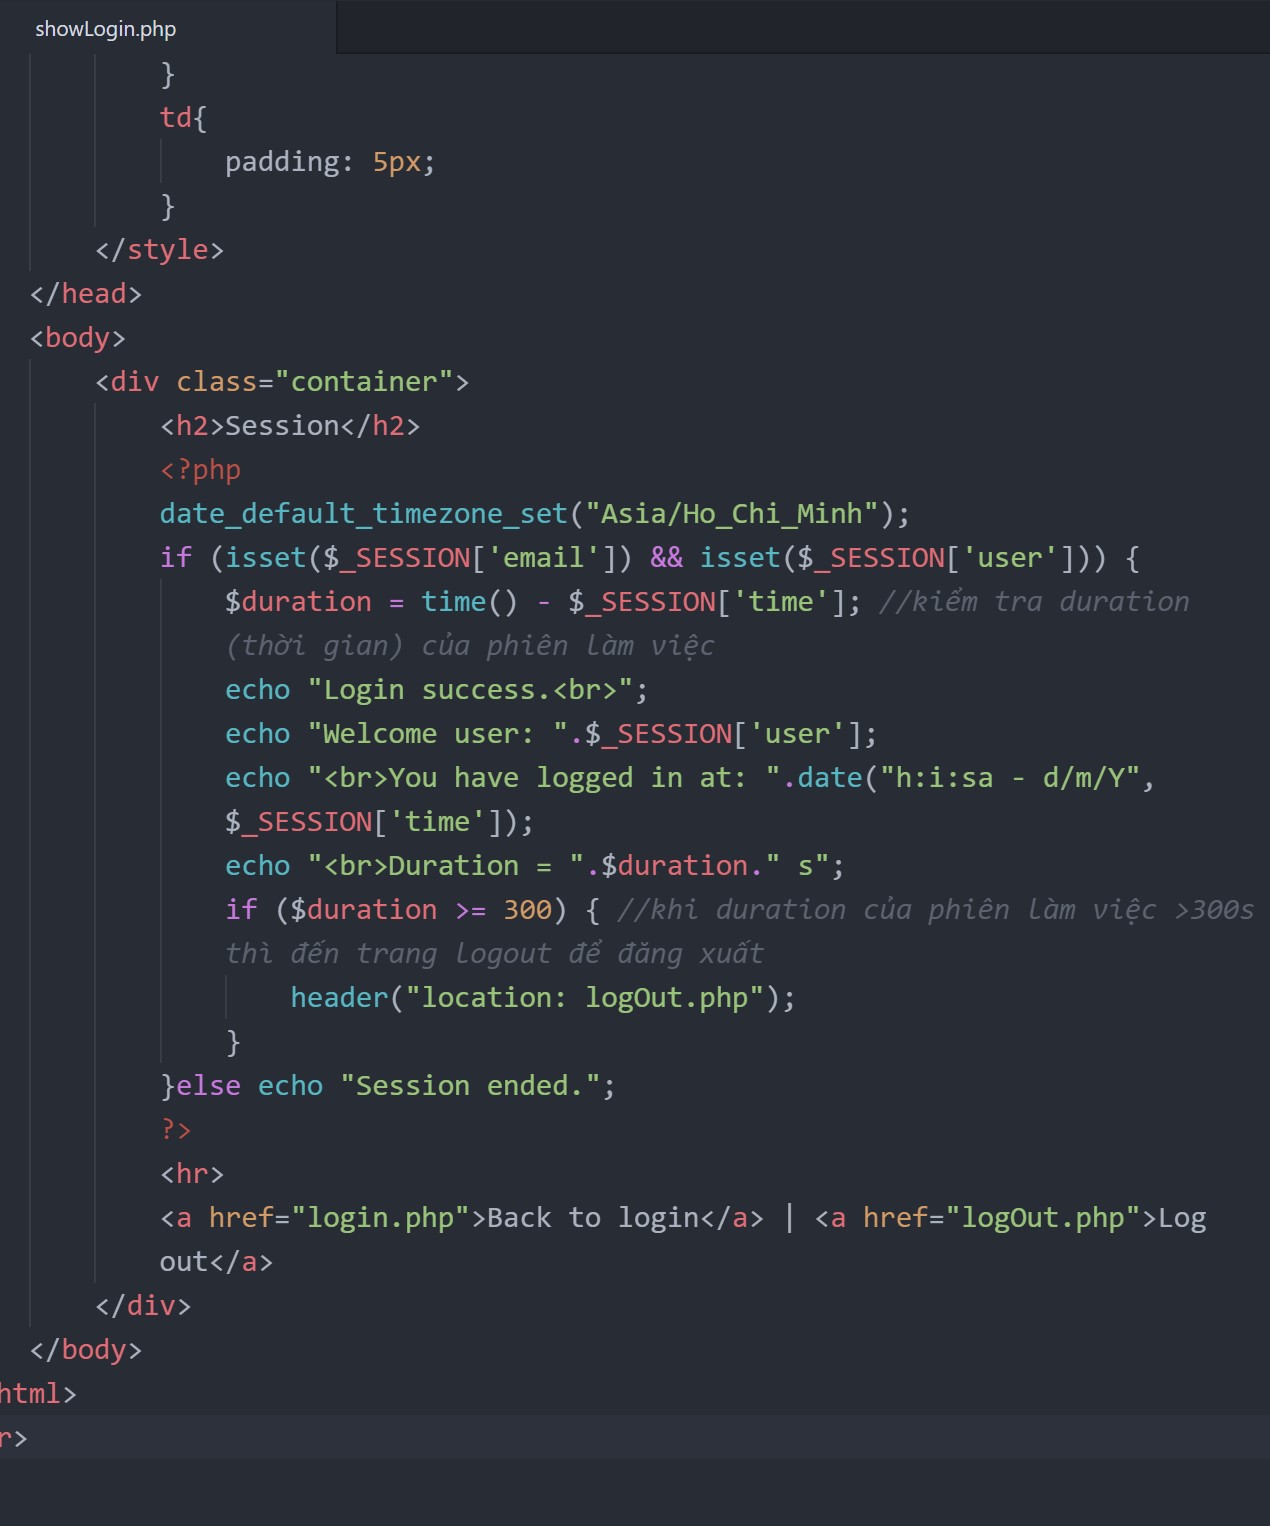 showLogin.php
}
td{
padding: 5px;
}
</style>
</head>
<body>
<div class="container">
<h2>Session</h2>
<?php
date_default_timezone_set("Asia/Ho_Chi_Minh");
if (isset($_SESSION['email']) && isset($_SESSION['user'])) {
$duration = time() - $_SESSION['time']; //kiểm tra duration
(thời gian) của phiên làm việc
echo "Login success.<br>";
echo "Welcome user: ".$_SESSION['user'];
echo "<br>You have logged in at: ".date("h:i:sa - d/m/Y",
$_SESSION['time']);
echo "<br>Duration = ".$duration." s";
if ($duration >= 300) { //khi duration của phiên làm việc >300s
thì đến trang logout để đăng xuất
header("location: logOut.php");
}
}else echo "Session ended.";
?>
<hr>
<a href="login.php">Back to login</a> | <a href="logOut.php">Log
out</a>
</div>
</body>
html>
r>